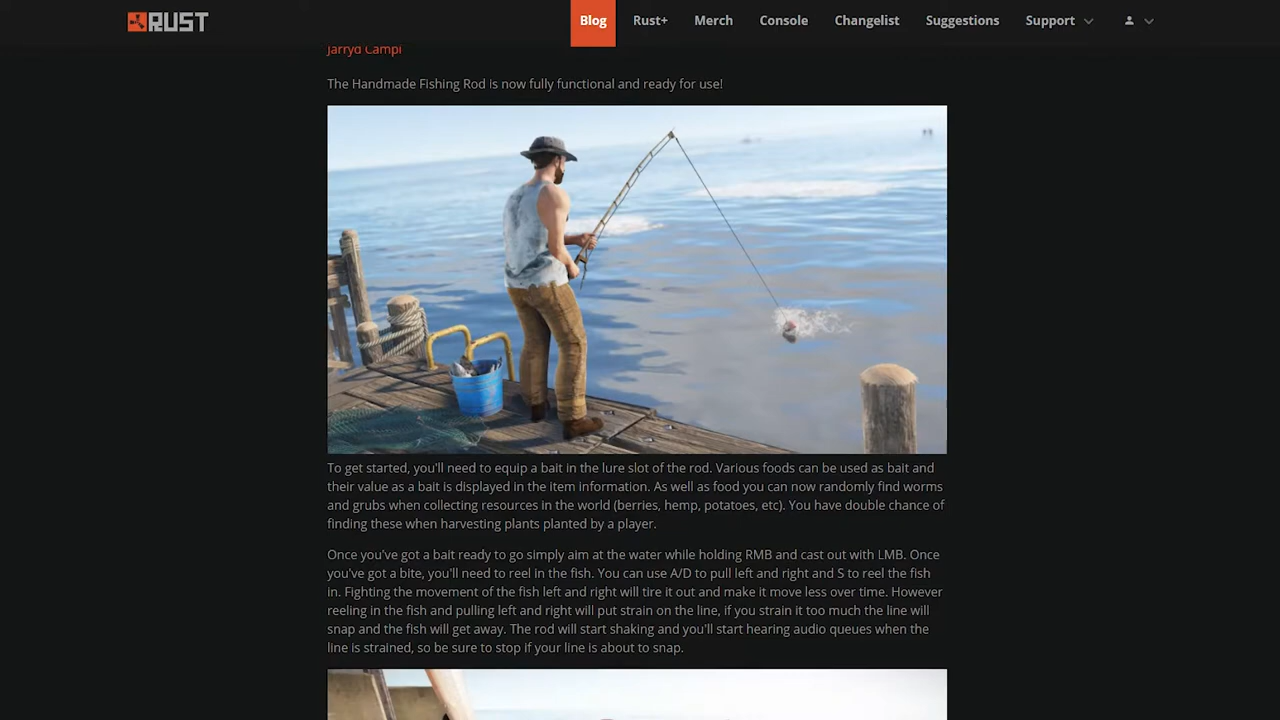 RUST
Blog
Rust+
Merch
Console
Changelist
Suggestions
Support
Jarryd Campi
The Handmade Fishing Rod is now fully functional and ready for use!
To get started, you'll need to equip a bait in the lure slot of the rod. Various foods can be used as bait and
their value as a bait is displayed in the item information. As well as food you can now randomly find worms
and grubs when collecting resources in the world (berries, hemp, potatoes, etc). You have double chance of
finding these when harvesting plants planted by a player.
Once you've got a bait ready to go simply aim at the water while holding RMB and cast out with LMB. Once
you've got a bite, you'll need to reel in the fish. You can use A/D to pull left and right and S to reel the fish
in. Fighting the movement of the fish left and right will tire it out and make it move less over time. However
reeling in the fish and pulling left and right will put strain on the line, if you strain it too much the line will
snap and the fish will get away. The rod will start shaking and you'll start hearing audio queues when the
line is strained, so be sure to stop if your line is about to snap.